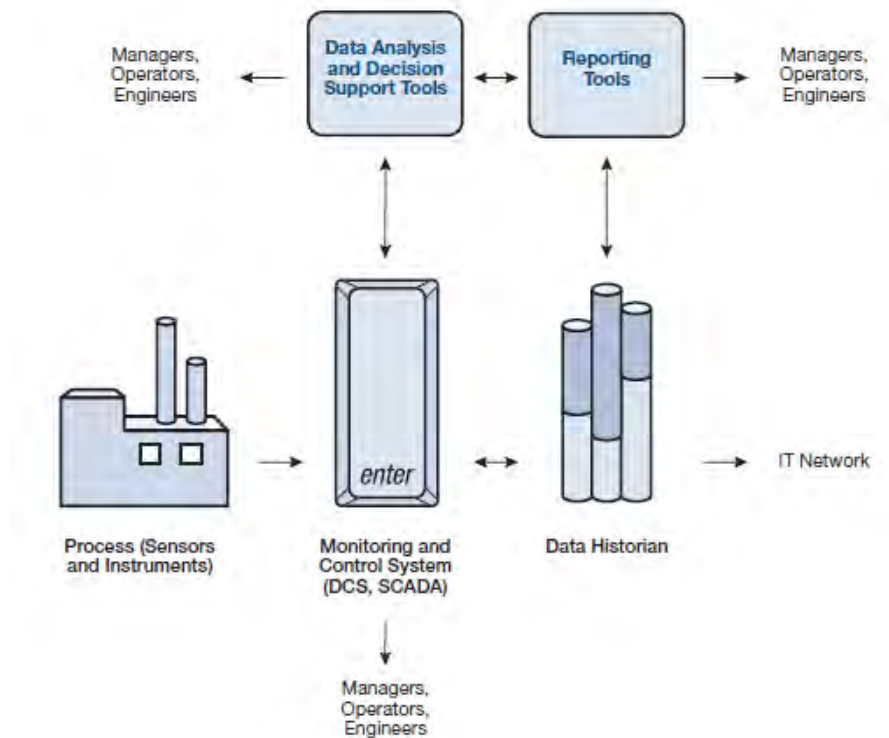 Managers,
Operators,
Engineers
Data Analysis
and Decision
Support Tools
Reporting
Tools
Managers,
Operators,
Engineers
enter
IT Network
Process (Sensors
and Instruments)
Monitoring and
Control System
(DCS, SCADA)
Data Historian
Managers,
Operators,
Engineers